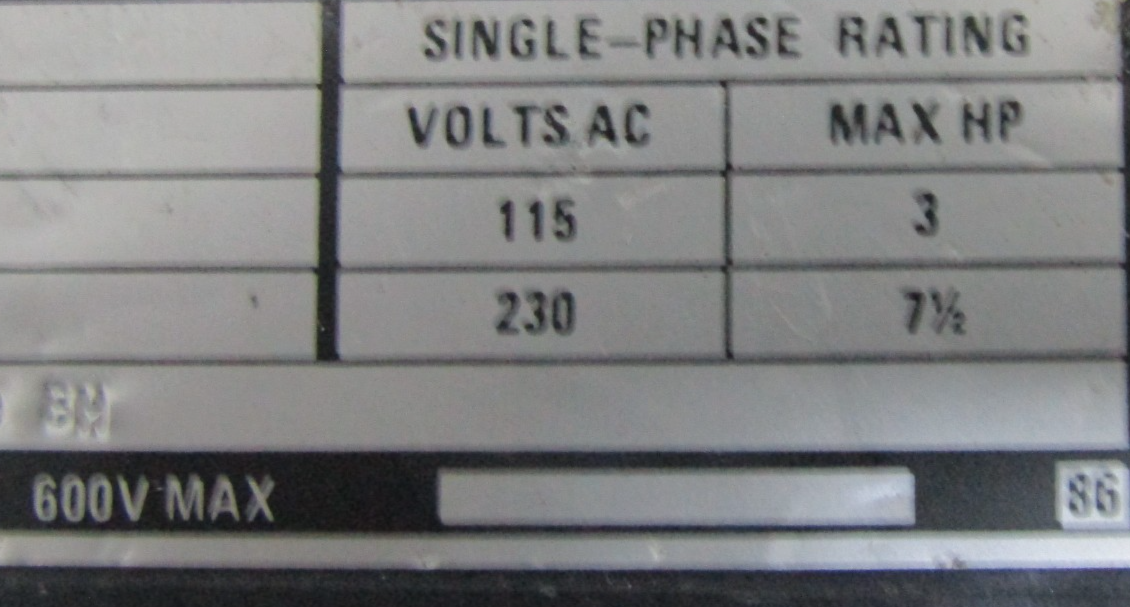 SINGLE-PHASE RATING
VOLTS AC MAX HP
115 3
230 7½
600V MAX 86